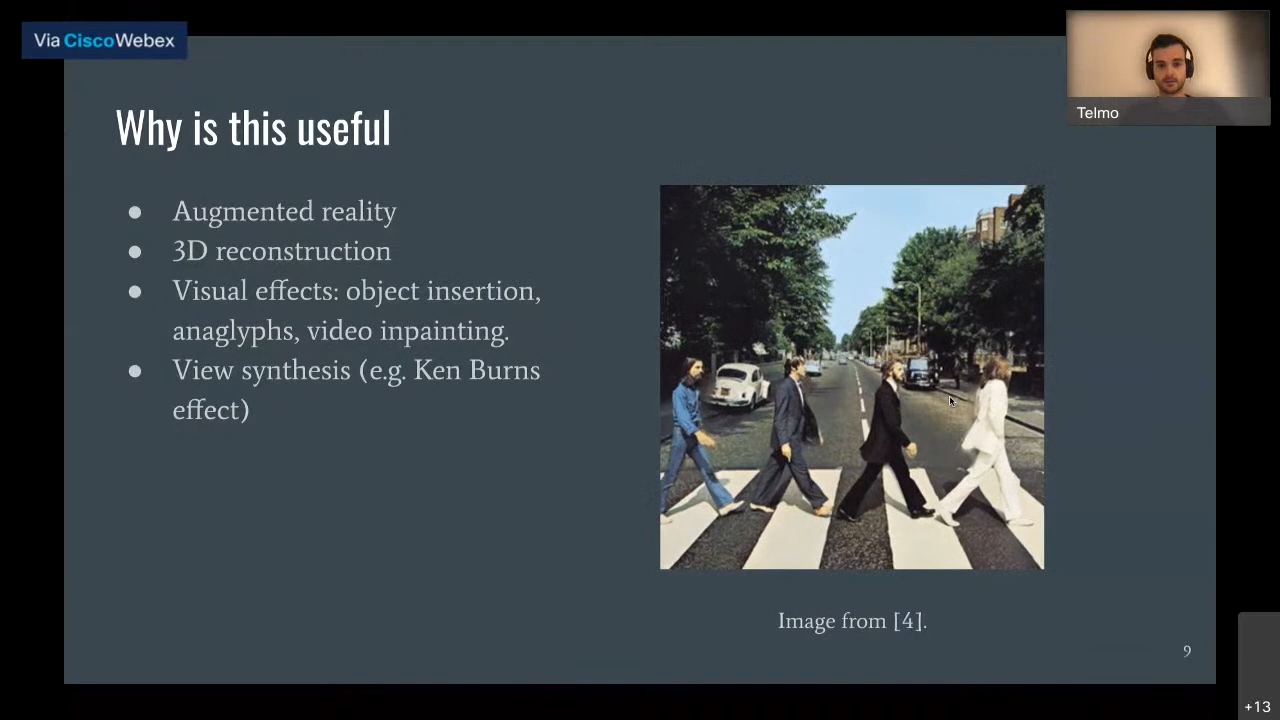 Via Cisco Webex
Telmo
Why is this useful
● Augmented reality
● 3D reconstruction
● Visual effects: object insertion,
anaglyphs, video inpainting.
● View synthesis (e.g. Ken Burns
effect)
Image from [4].
9
+13